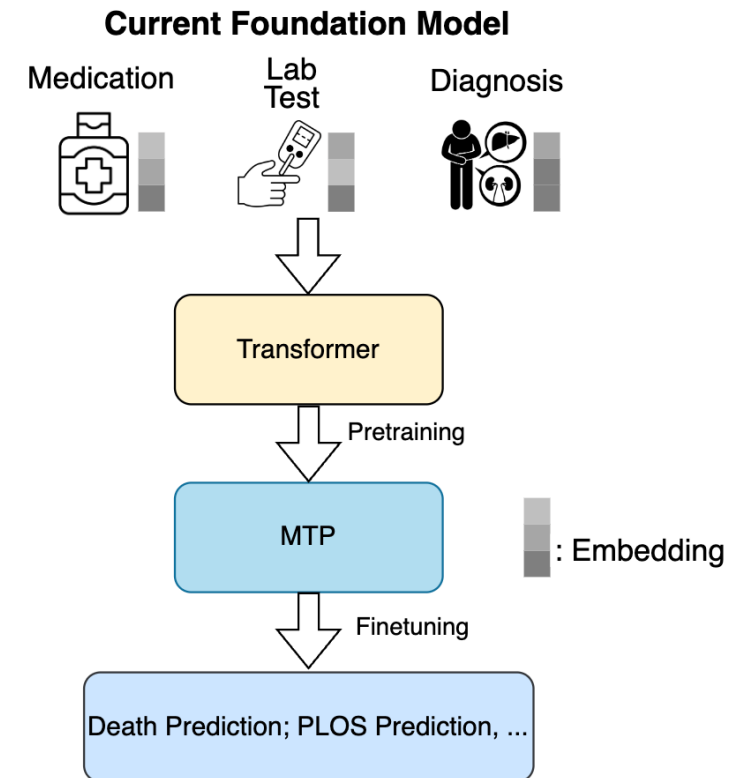 Current Foundation Model
Medication
Lab
Test
Diagnosis
Transformer
Pretraining
MTP
: Embedding
Finetuning
Death Prediction; PLOS Prediction, ...